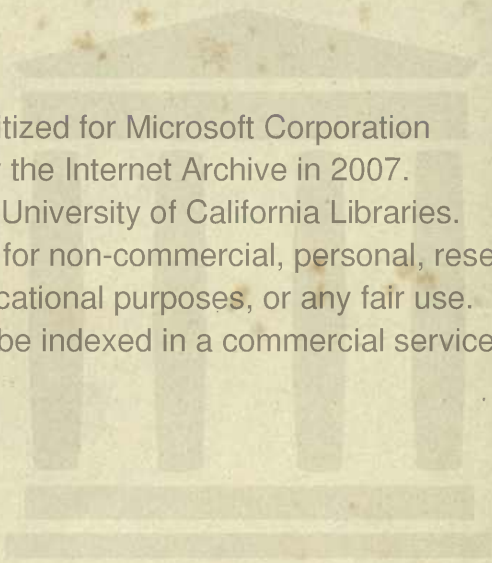 itized for Microsoft Corporation
the Internet Archive in 2007.
University of California Libraries.
for non-commercial, personal, rese
cational purposes, or any fair use.
be indexed in a commercial service